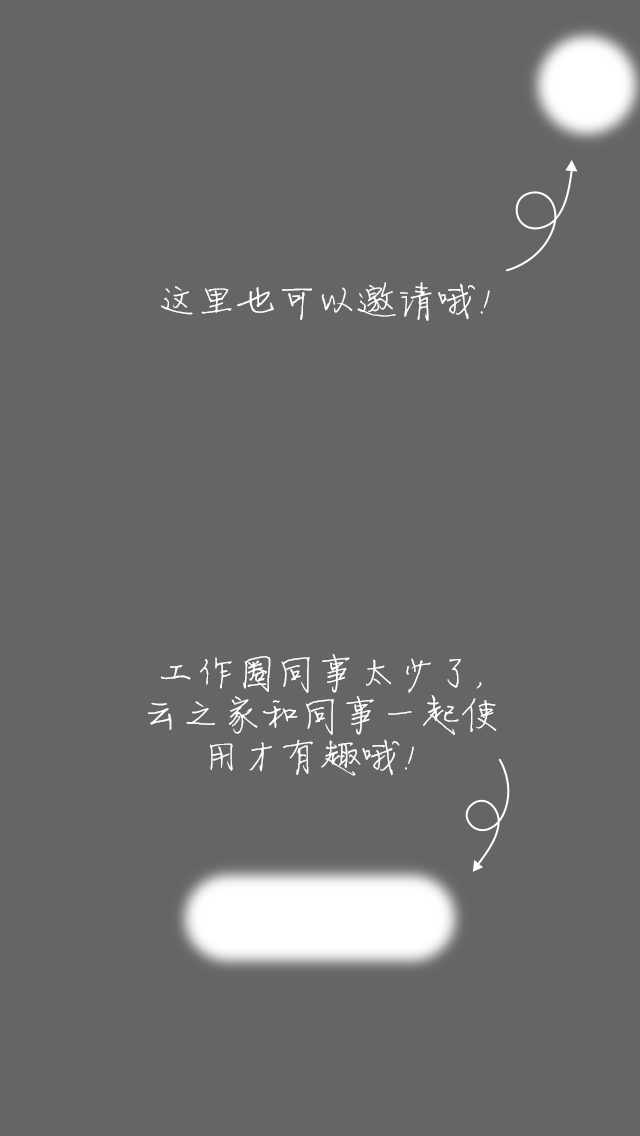 这里也可以邀请哦!
工作圈同事太少了,
云之家和同事一起使
用才有趣哦!